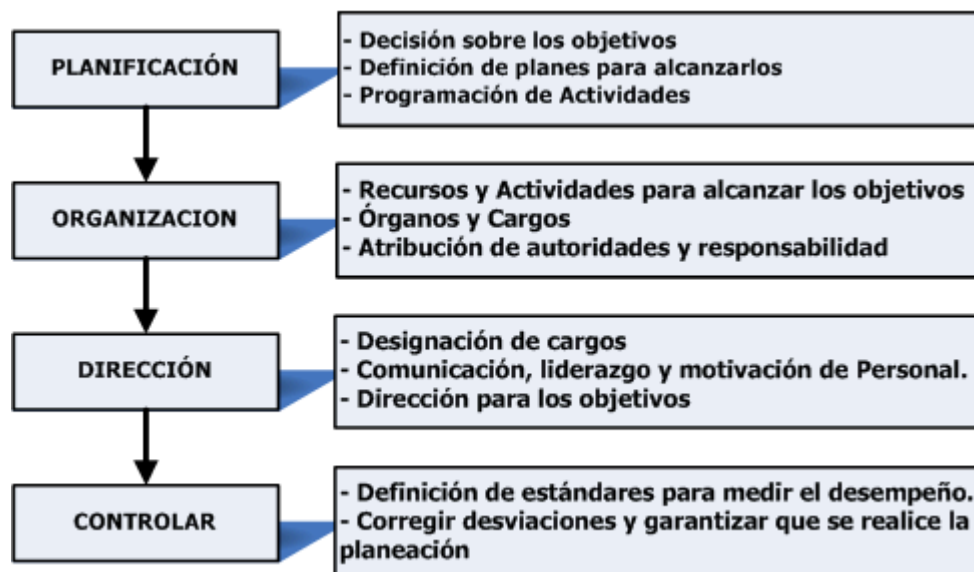 PLANIFICACIÓN
- Decisión sobre los objetivos
- Definición de planes para alcanzarlos
- Programación de Actividades
ORGANIZACION
- Recursos y Actividades para alcanzar los objetivos
- Órganos y Cargos
- Atribución de autoridades y responsabilidad
DIRECCIÓN
- Designación de cargos
- Comunicación, liderazgo y motivación de Personal.
- Dirección para los objetivos
CONTROLAR
- Definición de estándares para medir el desempeño.
- Corregir desviaciones y garantizar que se realice la
planeación